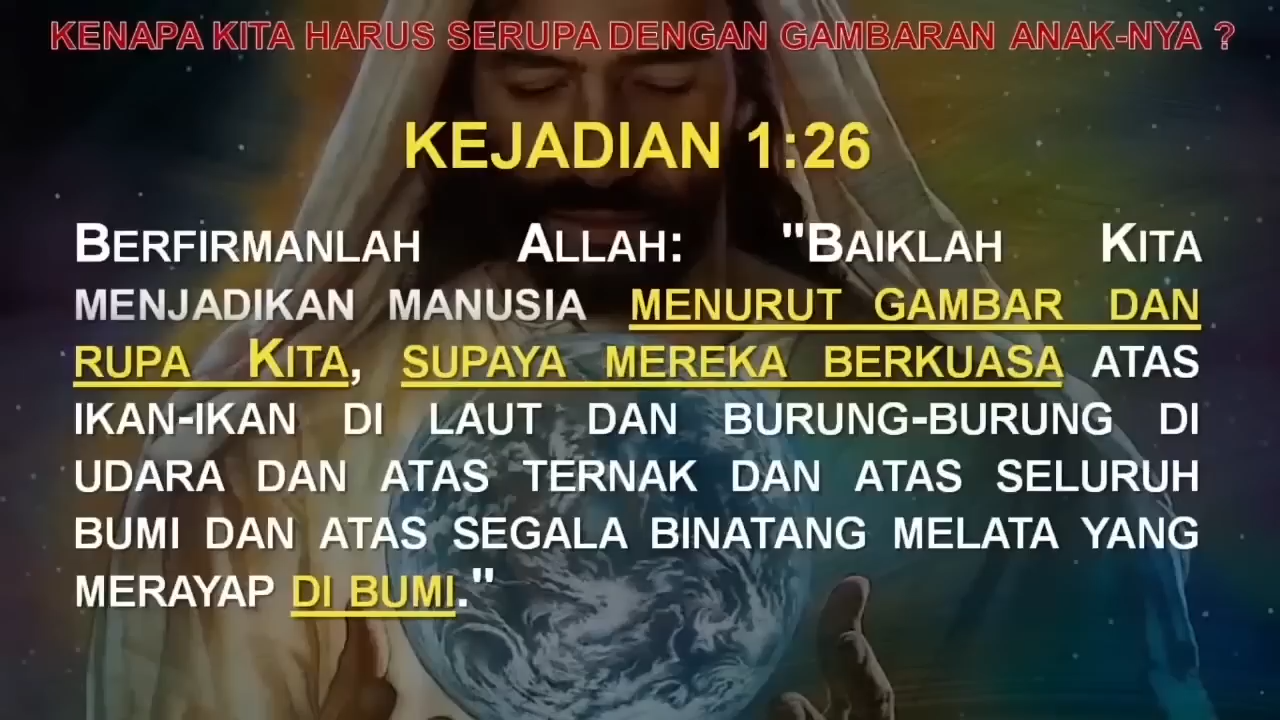 KENAPA KITA HARUS SERUPA DENGAN GAMBARAN ANAK-NYA ?
KEJADIAN 1:26
BERFIRMANLAH ALLAH: "BAIKLAH KITA
MENJADIKAN MANUSIA MENURUT GAMBAR DAN
RUPA KITA, SUPAYA MEREKA BERKUASA ATAS
IKAN-IKAN DI LAUT DAN BURUNG-BURUNG DI
UDARA DAN ATAS TERNAK DAN ATAS SELURUH
BUMI DAN ATAS SEGALA BINATANG MELATA YANG
MERAYAP DI BUMI."